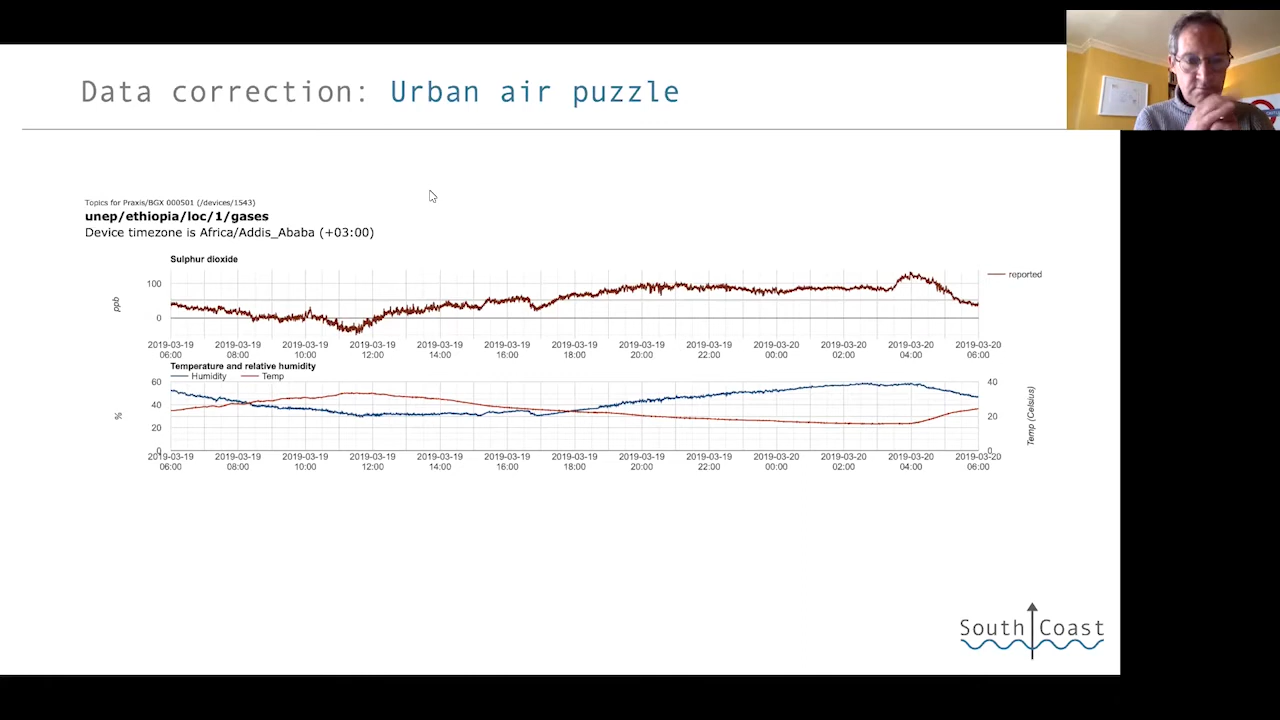 Data correction: Urban air puzzle
Topics for Praxis/BGX 000501 (/devices/1543)
unep/ethiopia/loc/1/gases
Device timezone is Africa/Addis_Ababa (+03:00)
Sulphur dioxide
reported
100
0
ppb
2019-03-19 2019-03-19 2019-03-19 2019-03-19 2019-03-19 2019-03-19 2019-03-19 2019-03-19 2019-03-19 2019-03-20 2019-03-20 2019-03-20 2019-03-20
06:00 08:00 10:00 12:00 14:00 16:00 18:00 20:00 22:00 00:00 02:00 04:00 06:00
Temperature and relative humidity
Humidity Temp
60 40
40 20
20
0 0
%
Temp (Celsius)
2019-03-19 2019-03-19 2019-03-19 2019-03-19 2019-03-19 2019-03-19 2019-03-19 2019-03-19 2019-03-19 2019-03-20 2019-03-20 2019-03-20 2019-03-20
06:00 08:00 10:00 12:00 14:00 16:00 18:00 20:00 22:00 00:00 02:00 04:00 06:00
South Coast